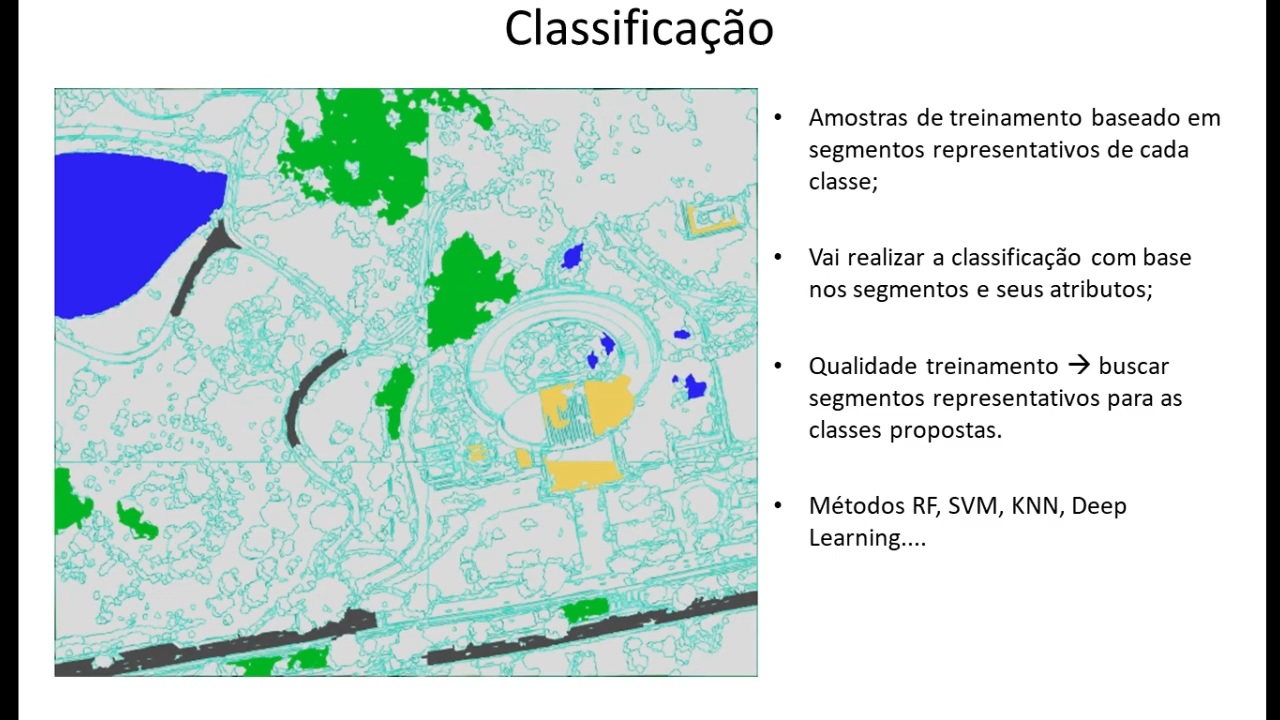 Classificação
• Amostras de treinamento baseado em
segmentos representativos de cada
classe;
• Vai realizar a classificação com base
nos segmentos e seus atributos;
• Qualidade treinamento → buscar
segmentos representativos para as
classes propostas.
• Métodos RF, SVM, KNN, Deep
Learning....